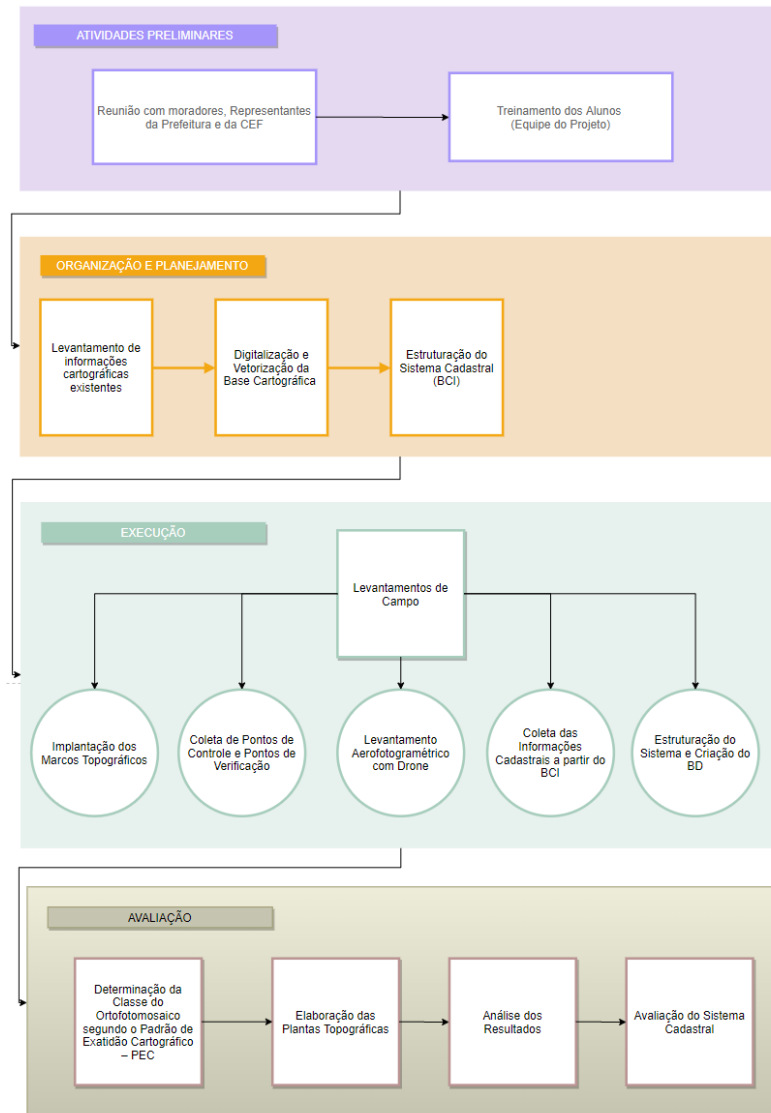 ATIVIDADES PRELIMINARES
Reunião com moradores, Representantes
da Prefeitura e da CEF
Treinamento dos Alunos
(Equipe do Projeto)
ORGANIZAÇÃO E PLANEJAMENTO
Levantamento de
informações
cartográficas
existentes
Digitalização e
Vetorização da
Base Cartográfica
Estruturação do
Sistema Cadastral
(BCI)
EXECUÇÃO
Levantamentos de
Campo
Implantação dos
Marcos Topográficos
Coleta de Pontos de
Controle e Pontos de
Verificação
Levantamento
Aerofotogramétrico
com Drone
Coleta das
Informações
Cadastrais a partir do
BCI
Estruturação do
Sistema e Criação do
BD
AVALIAÇÃO
Determinação da
Classe do
Ortofotomosaico
segundo o Padrão de
Exatidão Cartográfico
– PEC
Elaboração das
Plantas Topográficas
Análise dos
Resultados
Avaliação do Sistema
Cadastral